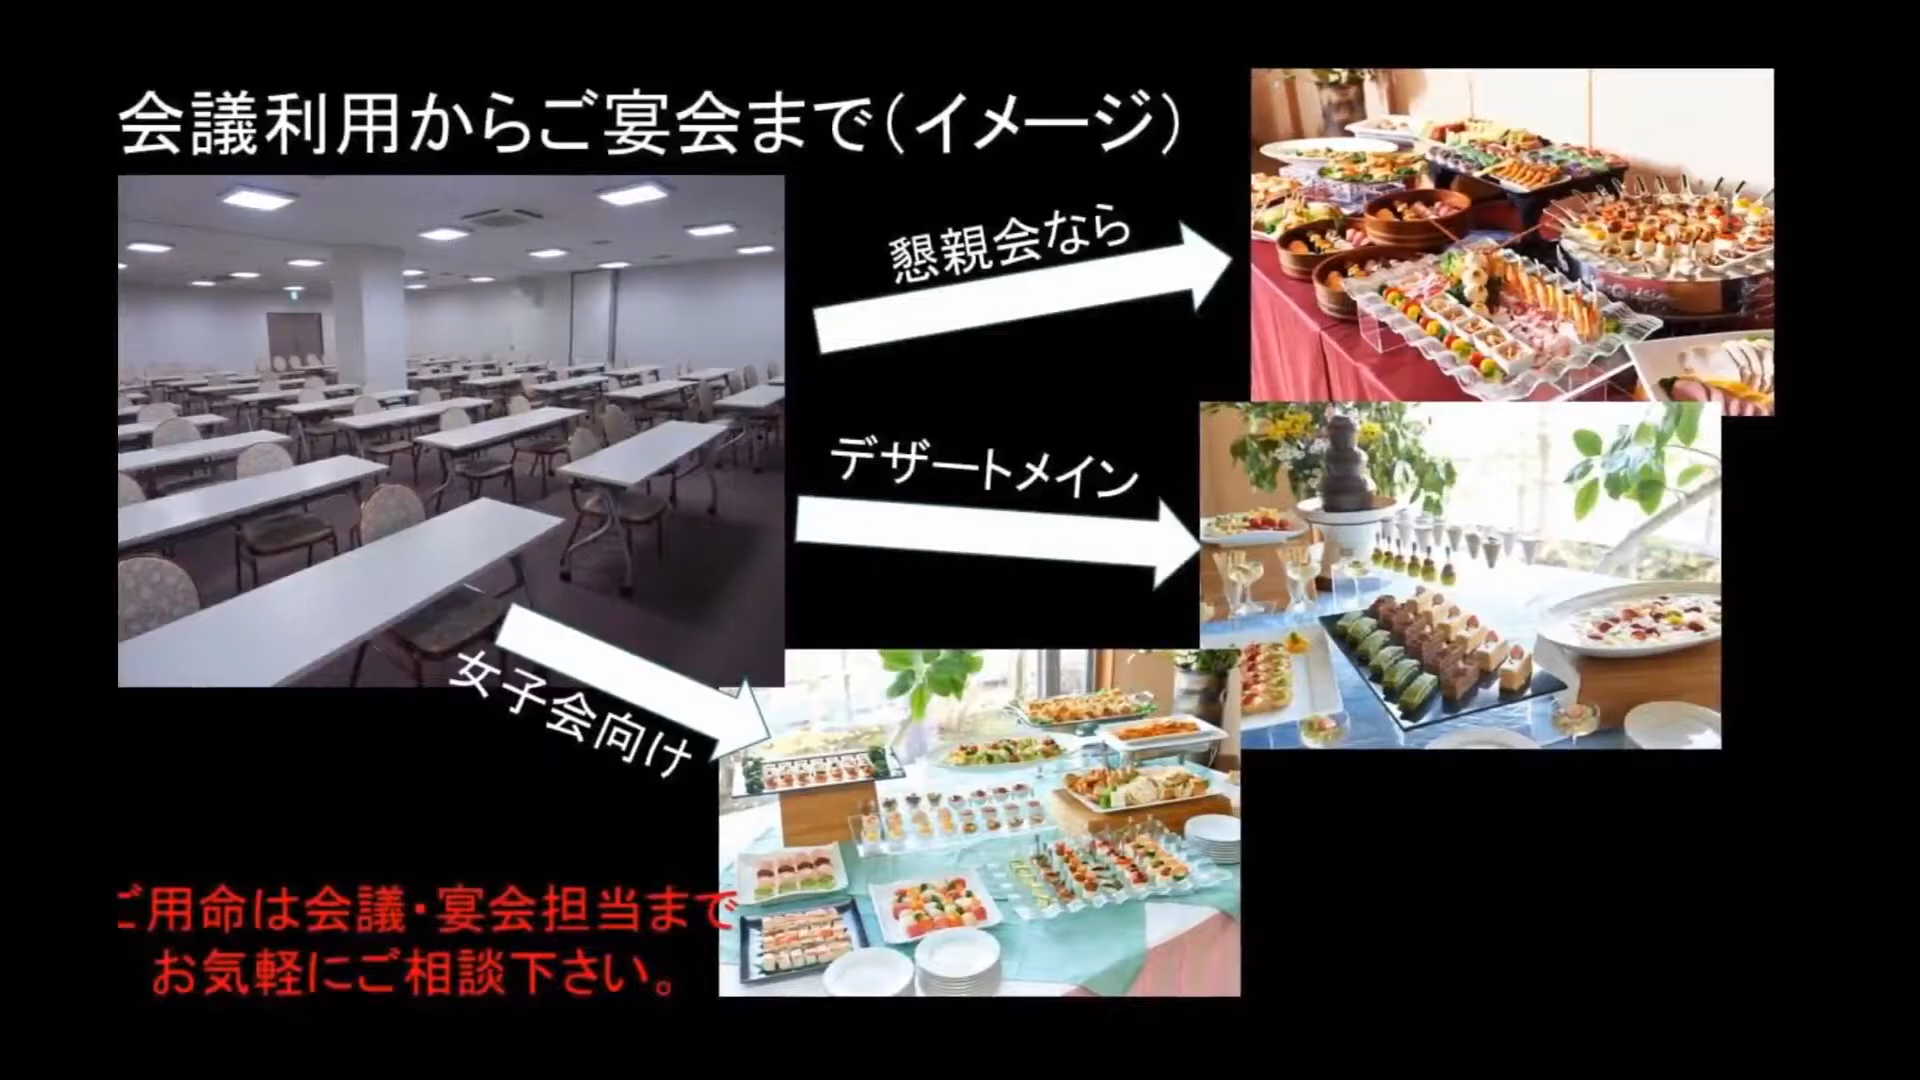 会議利用からご宴会まで（イメージ）
懇親会なら
デザートメイン
女子会向け
ご用命は会議・宴会担当まで
お気軽にご相談下さい。